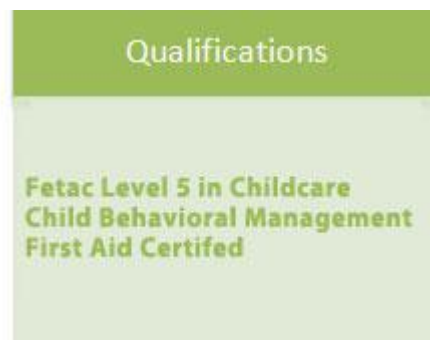 Qualifications
Fetac Level 5 in Childcare
Child Behavioral Management
First Aid Certifed